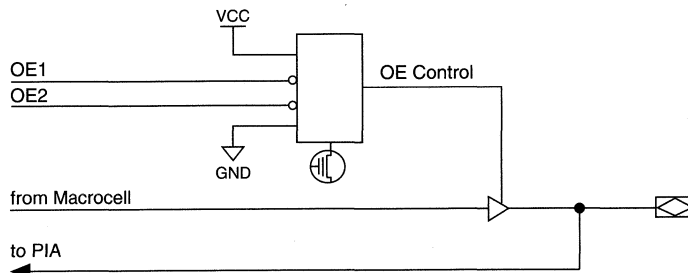 VCC
OE1
OE Control
OE2
GND
from Macrocell
to PIA